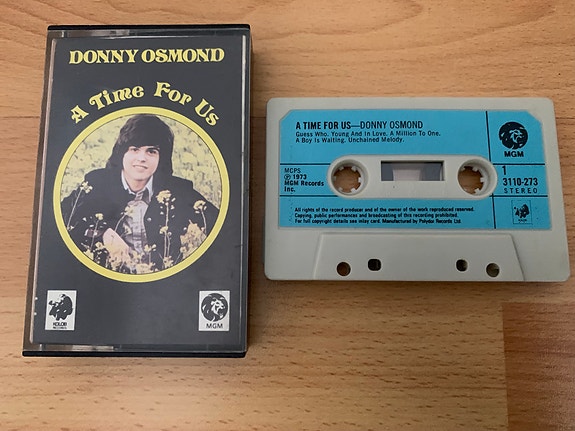 DONNY OSMOND
A Time For Us
KOLOB
RECORDS
MGM
A TIME FOR US—DONNY OSMOND
Guess Who. Young And In Love. A Million To One.
A Boy Is Waiting. Unchained Melody.
MGM
MCPS
℗ 1973
MGM Records
Inc.
1
3110-273
STEREO
All rights of the record producer and of the owner of the work reproduced reserved.
Copying, public performances and broadcasting of this recording prohibited.
For full copyright details see inlay card. Manufactured by Polydor Records Ltd